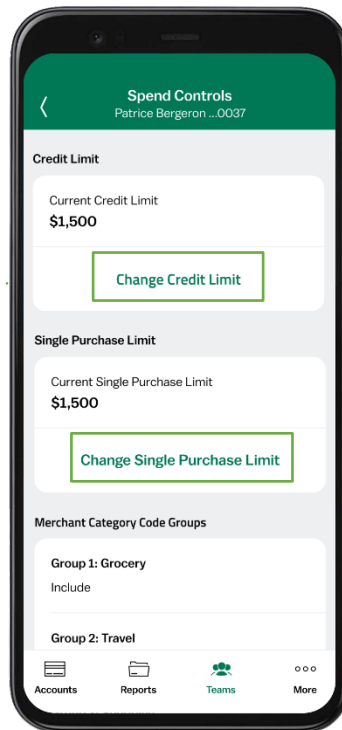 Spend Controls
Patrice Bergeron ...0037
Credit Limit
Current Credit Limit
$1,500
Change Credit Limit
Single Purchase Limit
Current Single Purchase Limit
$1,500
Change Single Purchase Limit
Merchant Category Code Groups
Group 1: Grocery
Include
Group 2: Travel
Accounts Reports Teams More